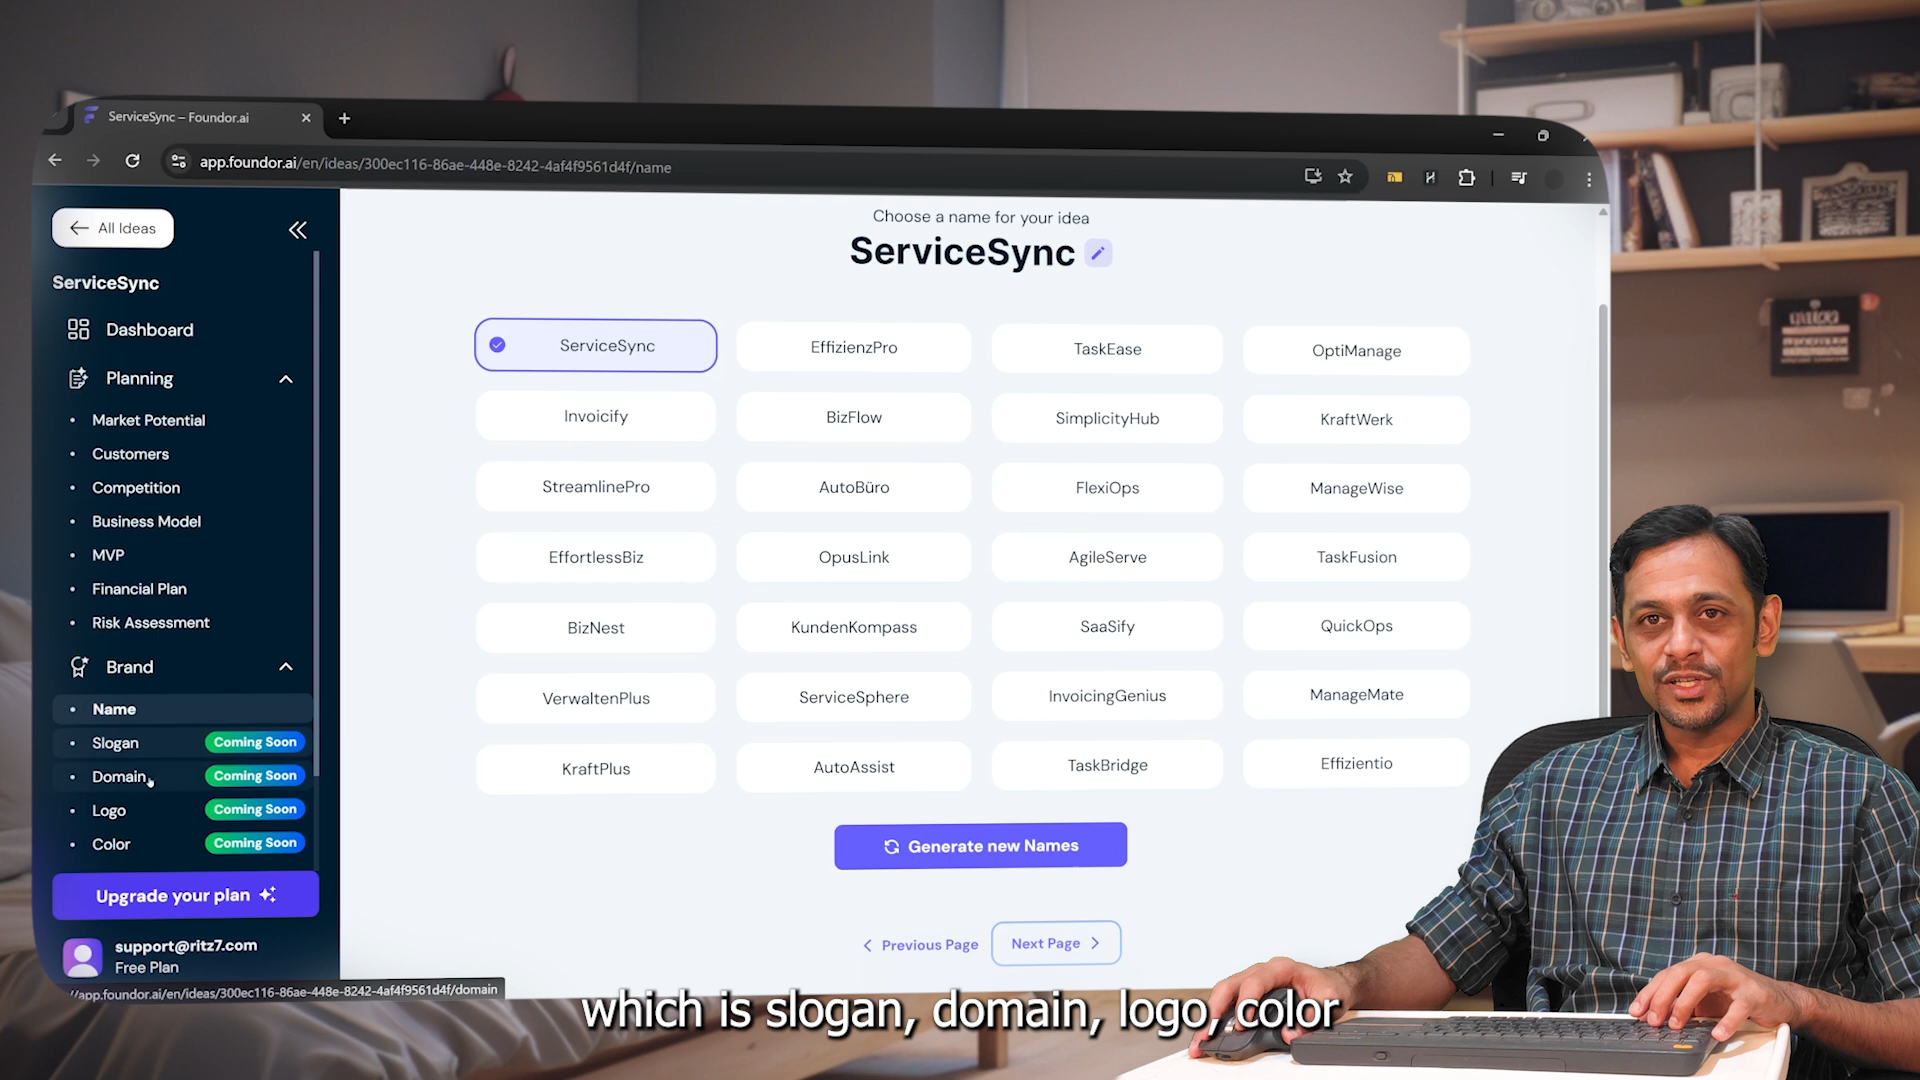 ServiceSync – Foundor.ai
app.foundor.ai/en/ideas/300ec116-86ae-448e-8242-4af4f9561d4f/name
All Ideas
ServiceSync
Dashboard
Planning
Market Potential
Customers
Competition
Business Model
MVP
Financial Plan
Risk Assessment
Brand
Name
Slogan Coming Soon
Domain Coming Soon
Logo Coming Soon
Color Coming Soon
Upgrade your plan
support@ritz7.com
Free Plan
//app.foundor.ai/en/ideas/300ec116-86ae-448e-8242-4af4f9561d4f/domain
Choose a name for your idea
ServiceSync
ServiceSync EffizienzPro TaskEase OptiManage
Invoicify BizFlow SimplicityHub KraftWerk
StreamlinePro AutoBüro FlexiOps ManageWise
EffortlessBiz OpusLink AgileServe TaskFusion
BizNest KundenKompass SaaSify QuickOps
VerwaltenPlus ServiceSphere InvoicingGenius ManageMate
KraftPlus AutoAssist TaskBridge Effizientio
Generate new Names
Previous Page Next Page
which is slogan, domain, logo, color